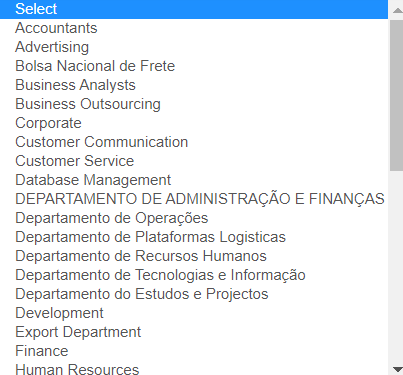 Select
Accountants
Advertising
Bolsa Nacional de Frete
Business Analysts
Business Outsourcing
Corporate
Customer Communication
Customer Service
Database Management
DEPARTAMENTO DE ADMINISTRAÇÃO E FINANÇAS
Departamento de Operações
Departamento de Plataformas Logisticas
Departamento de Recursos Humanos
Departamento de Tecnologias e Informação
Departamento do Estudos e Projectos
Development
Export Department
Finance
Human Resources